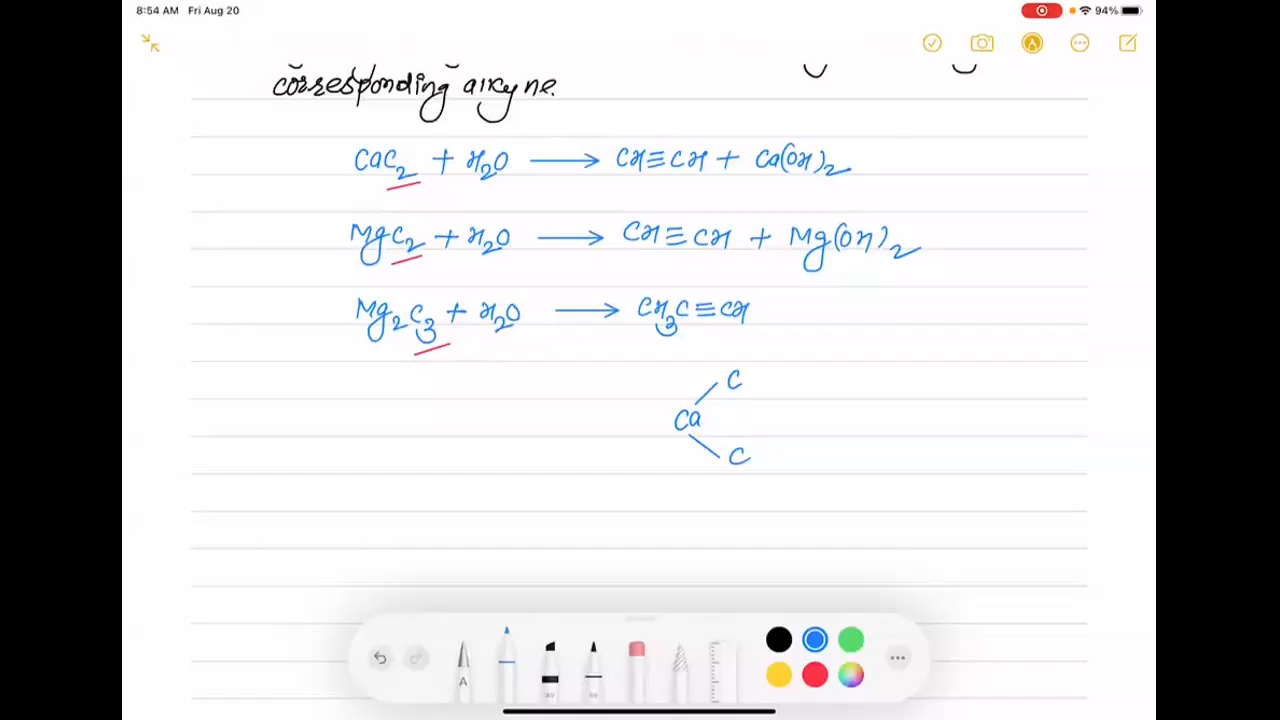 8:54 AM Fri Aug 20 94%
corresponding alkyne.
CaC₂ + H₂O ⟶ CH≡CH + Ca(OH)₂
MgC₂ + H₂O ⟶ CH≡CH + Mg(OH)₂
Mg₂C₃ + H₂O ⟶ CH₃C≡CH
C
Ca
C
A